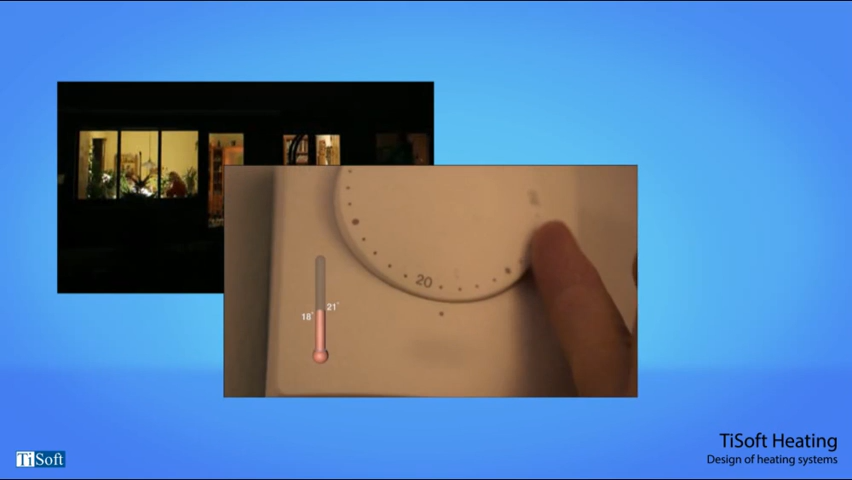 20
18°
21°
TiSoft
TiSoft Heating
Design of heating systems